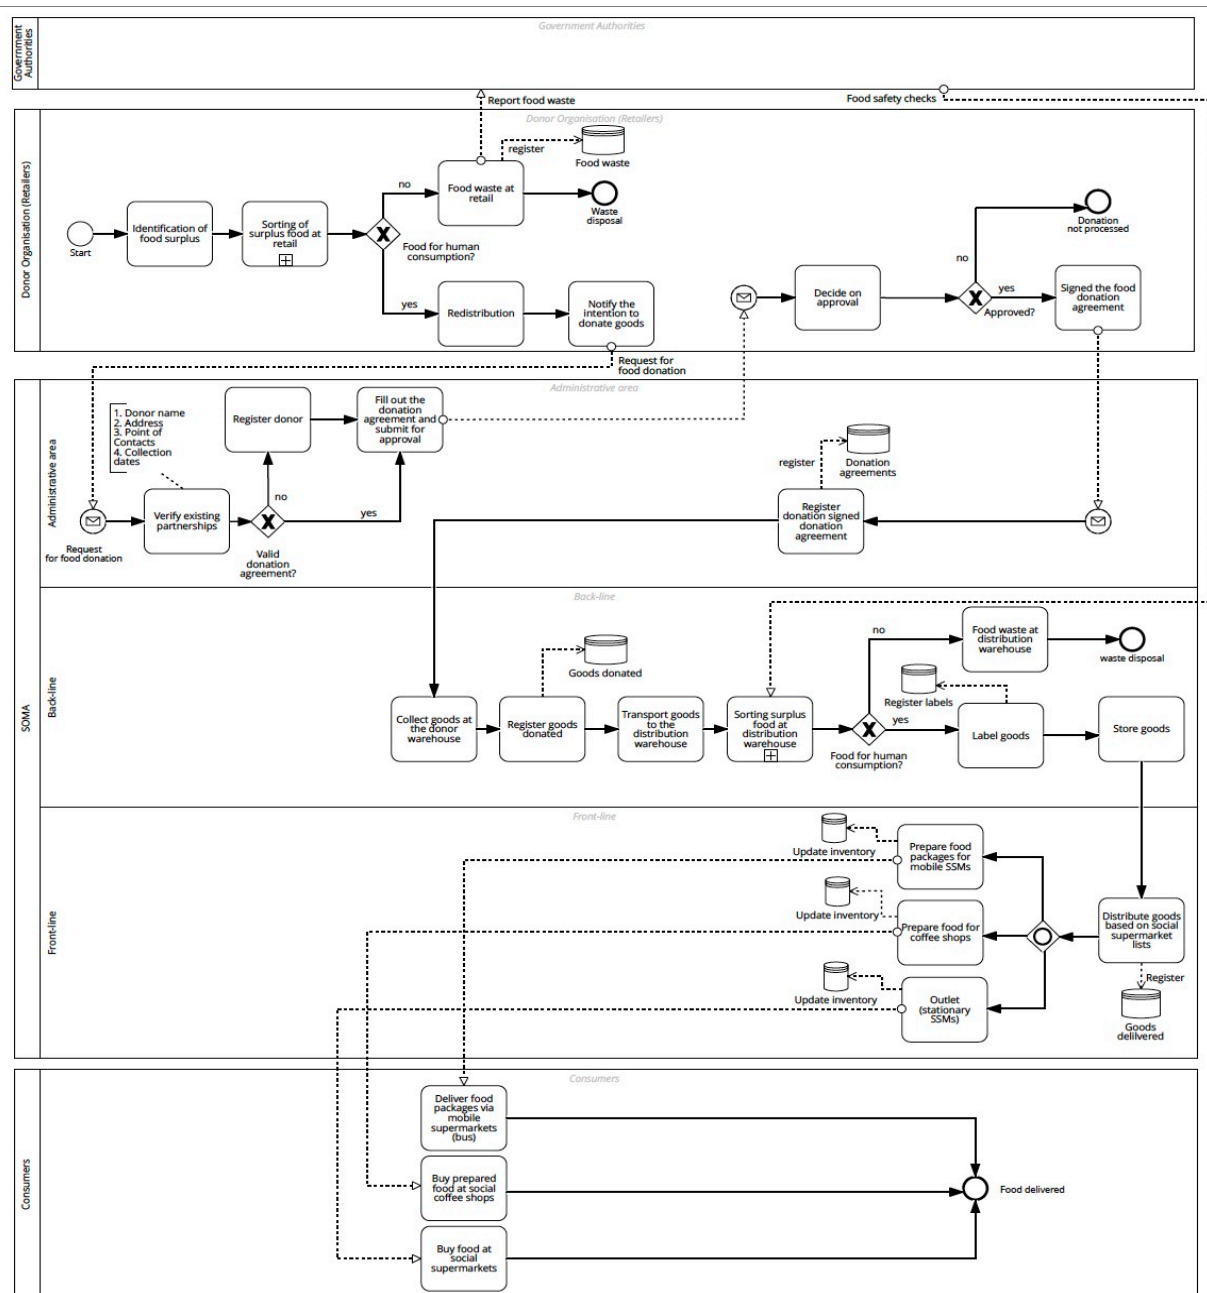 Government
Authorities
Government Authorities
Report food waste
Food safety checks
Donor Organisation (Retailers)
Donor Organisation (Retailers)
register
Food waste
no
Food waste at
retail
Waste
disposal
Start
Identification of
food surplus
Sorting of
surplus food at
retail
Food for human
consumption?
yes
Redistribution
Notify the
intention to
donate goods
Decide on
approval
no
Donation
not processed
yes
Approved?
Signed the food
donation
agreement
Request for
food donation
SOMA
Administrative area
Administrative area
1. Donor name
2. Address
3. Point of
Contacts
4. Collection
dates
Register donor
Fill out the
donation
agreement and
submit for
approval
no
yes
Request
for food donation
Verify existing
partnerships
Valid
donation
agreement?
register
Donation
agreements
Register
donation signed
donation
agreement
Back-line
Back-line
Goods donated
Collect goods at
the donor
warehouse
Register goods
donated
Transport goods
to the
distribution
warehouse
Sorting surplus
food at
distribution
warehouse
no
Food waste at
distribution
warehouse
waste disposal
Register labels
yes
Food for human
consumption?
Label goods
Store goods
Front-line
Front-line
Update inventory
Prepare food
packages for
mobile SSMs
Update inventory
Prepare food for
coffee shops
Update inventory
Outlet
(stationary
SSMs)
Distribute goods
based on social
supermarket
lists
Register
Goods
delilvered
Consumers
Consumers
Deliver food
packages via
mobile
supermarkets
(bus)
Buy prepared
food at social
coffee shops
Food delivered
Buy food at
social
supermarkets